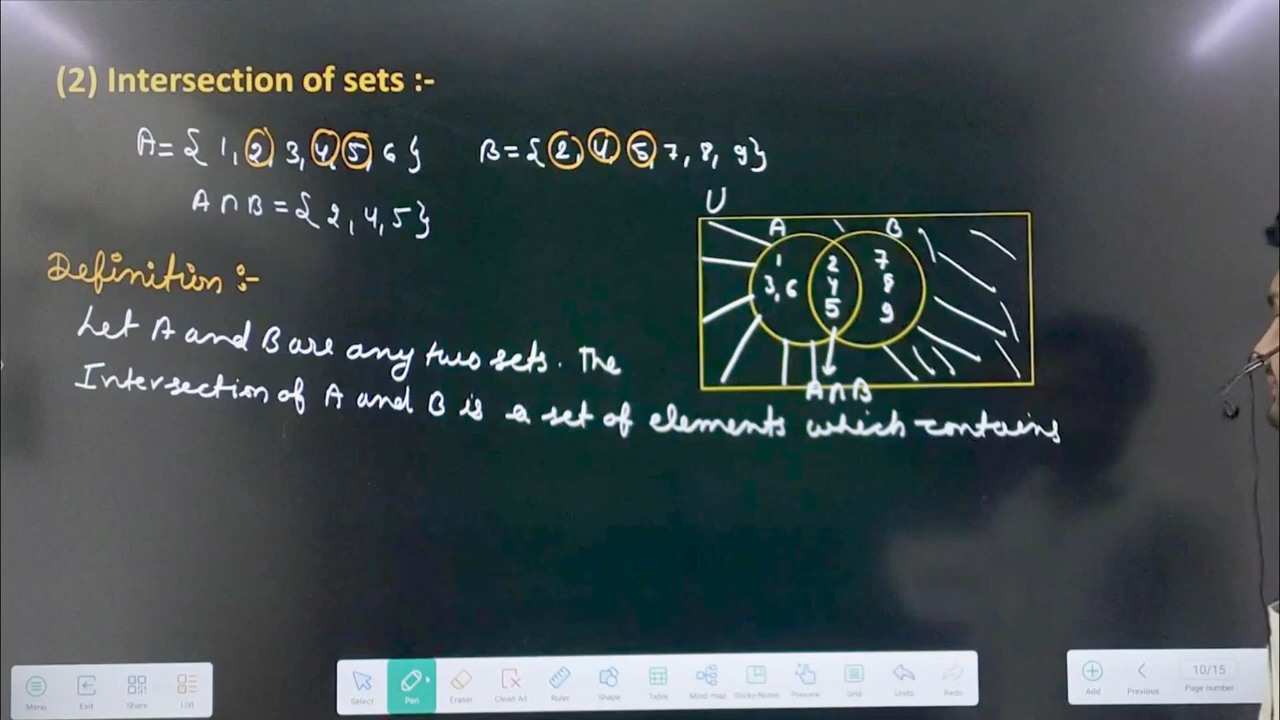 (2) Intersection of sets :-
A = { 1, 2, 3, 4, 5, 6 }    B = { 2, 4, 5, 7, 8, 9 }
A ∩ B = { 2, 4, 5 }
U
A    B
1    2    7
3, 6    4    8
5    9
A ∩ B
Definition :-
Let A and B are any two sets. The
Intersection of A and B is a set of elements which contains
Menu    Exit    Share    List    Select    Pen    Eraser    Clean All    Ruler    Shape    Table    Mind map    Sticky-Notes    Preview    Grid    Undo    Redo    Add    Previous    10/15
Page number